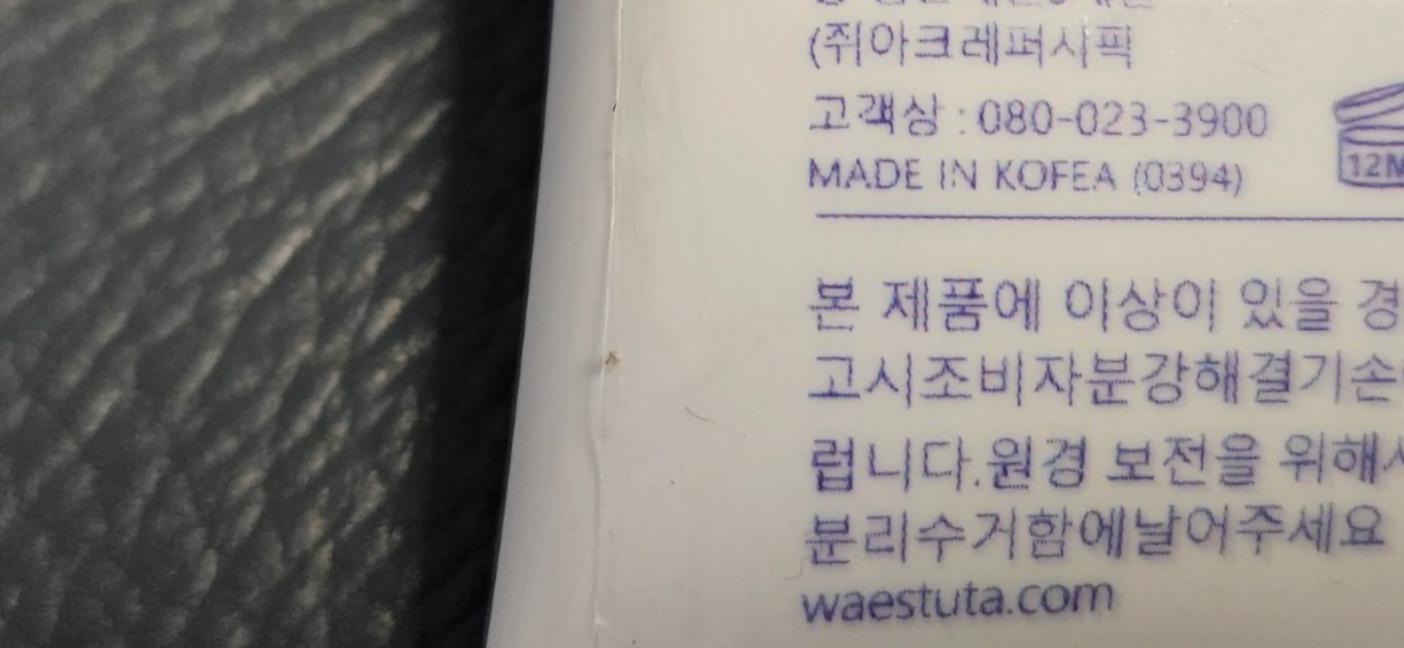 (쥐아크레퍼시픽
고객상 : 080-023-3900
MADE IN KOFEA (0394)
12M
본 제품에 이상이 있을 경
고시조비자분강해결기손
럽니다.원경 보전을 위해서
분리수거함에날어주세요
waestuta.com